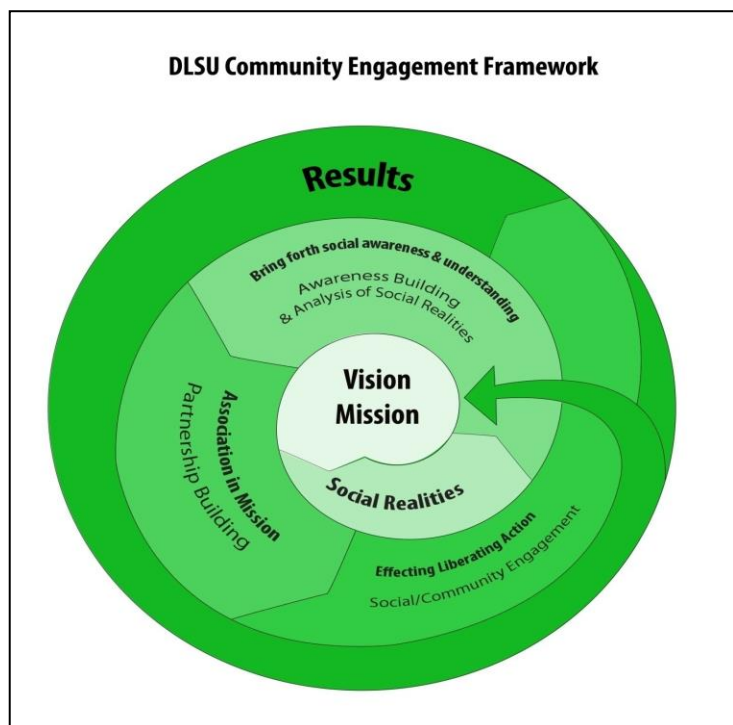 DLSU Community Engagement Framework
Results
Bring forth social awareness & understanding
Awareness Building
& Analysis of Social Realities
Vision
Mission
Social Realities
Association in Mission
Partnership Building
Effecting Liberating Action
Social/Community Engagement